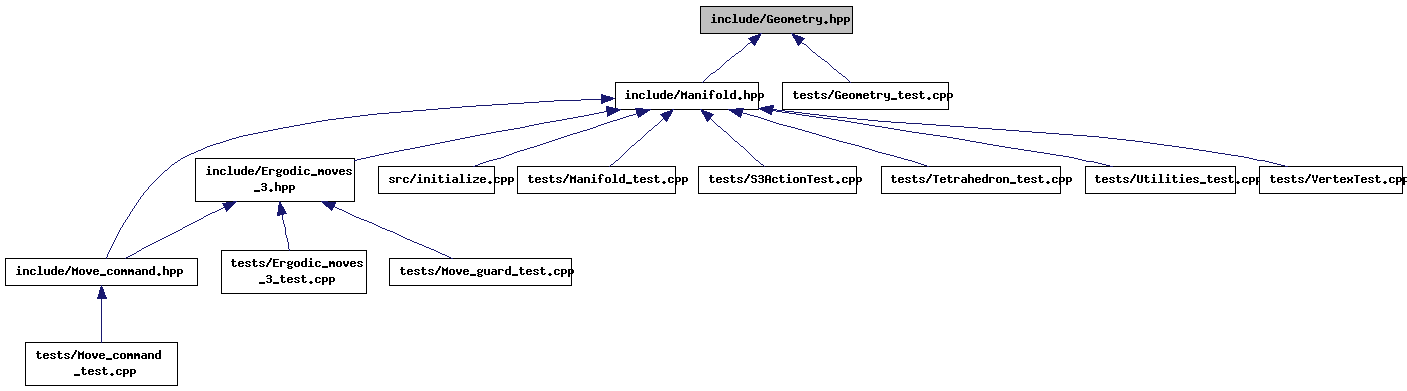 include/Geometry.hpp
include/Manifold.hpp
tests/Geometry_test.cpp
include/Ergodic_moves
_3.hpp
src/initialize.cpp
tests/Manifold_test.cpp
tests/S3ActionTest.cpp
tests/Tetrahedron_test.cpp
tests/Utilities_test.cpp
tests/VertexTest.cpp
include/Move_command.hpp
tests/Ergodic_moves
_3_test.cpp
tests/Move_guard_test.cpp
tests/Move_command
_test.cpp